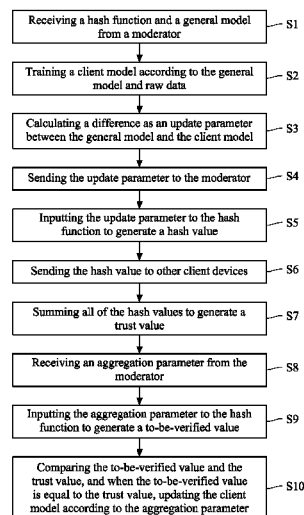 Receiving a hash function and a general model
from a moderator
S1
Training a client model according to the general
model and raw data
S2
Calculating a difference as an update parameter
between the general model and the client model
S3
Sending the update parameter to the moderator
S4
Inputting the update parameter to the hash
function to generate a hash value
S5
Sending the hash value to other client devices
S6
Summing all of the hash values to generate a
trust value
S7
Receiving an aggregation parameter from the
moderator
S8
Inputting the aggregation parameter to the hash
function to generate a to-be-verified value
S9
Comparing the to-be-verified value and the
trust value, and when the to-be-verified value
is equal to the trust value, updating the client
model according to the aggregation parameter
S10